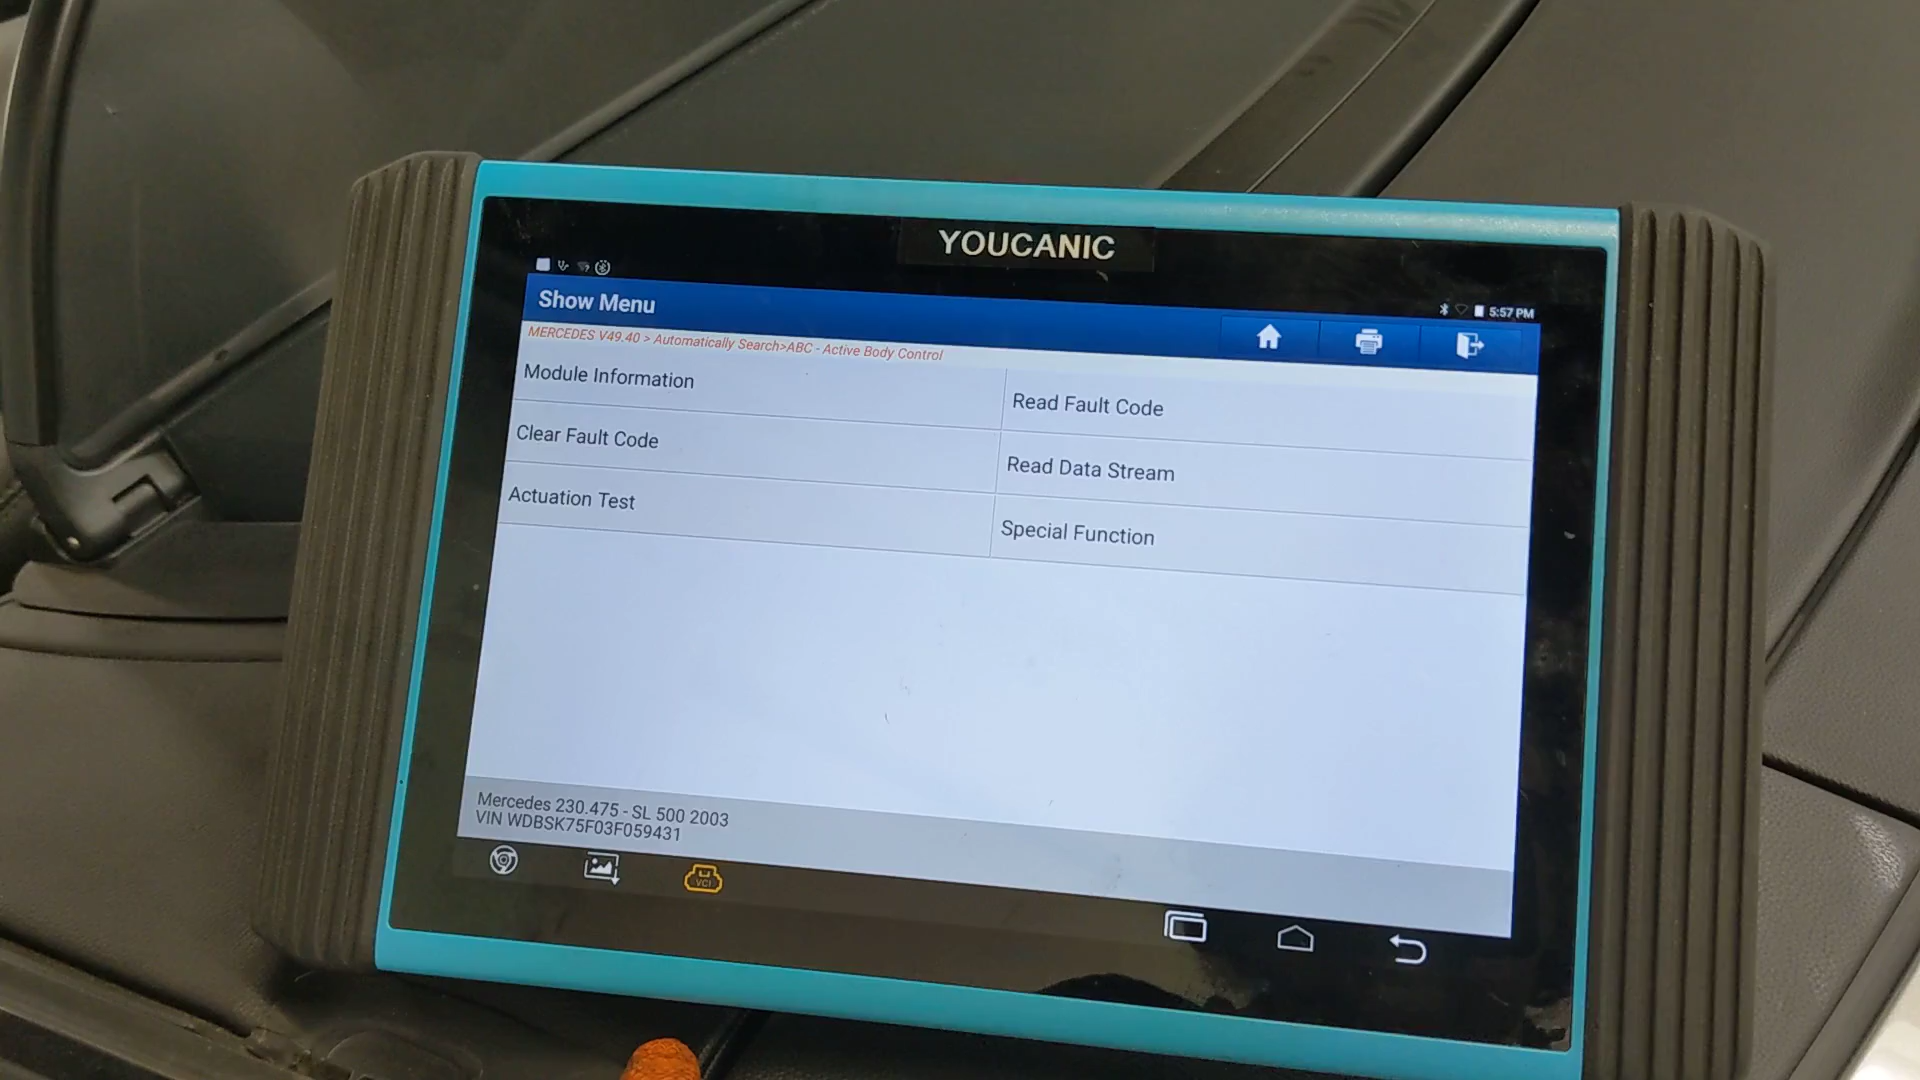 YOUCANIC
5:57 PM
Show Menu
MERCEDES V49.40 > Automatically Search>ABC - Active Body Control
Module Information
Read Fault Code
Clear Fault Code
Read Data Stream
Actuation Test
Special Function
Mercedes 230.475 - SL 500 2003
VIN WDBSK75F03F059431
VCI